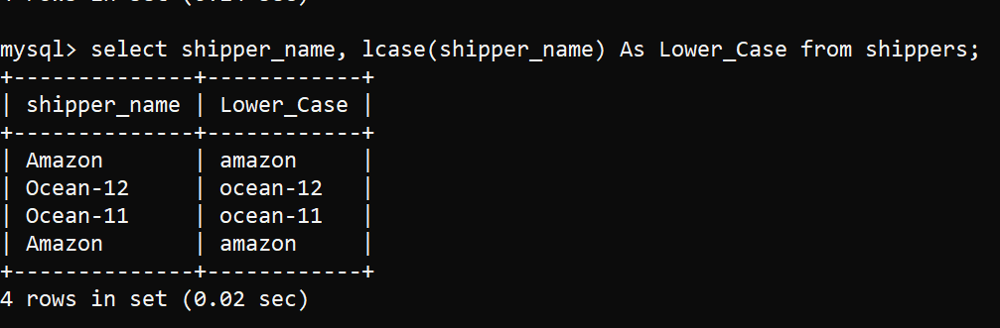 mysql> select shipper_name, lcase(shipper_name) As Lower_Case from shippers;
+--------------+------------+
| shipper_name | Lower_Case |
+--------------+------------+
| Amazon       | amazon     |
| Ocean-12     | ocean-12   |
| Ocean-11     | ocean-11   |
| Amazon       | amazon     |
+--------------+------------+
4 rows in set (0.02 sec)